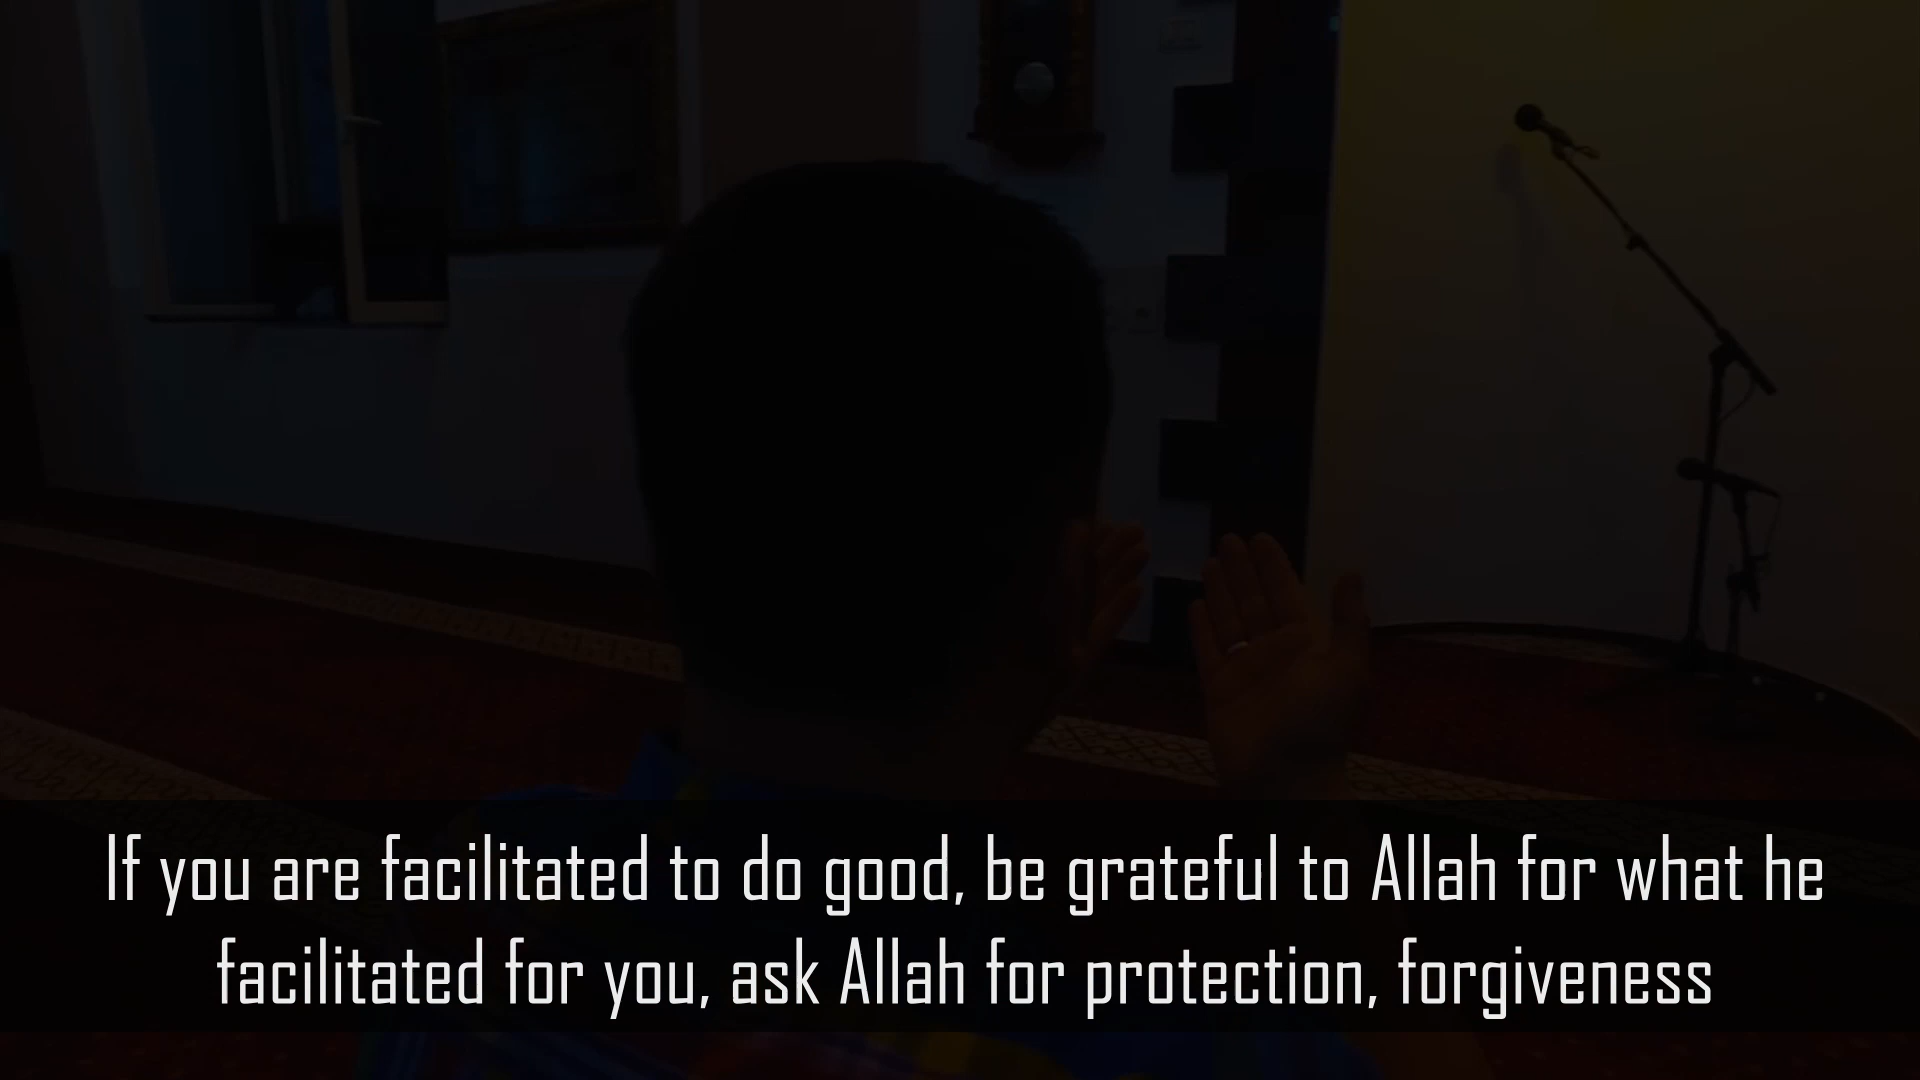 If you are facilitated to do good, be grateful to Allah for what he
facilitated for you, ask Allah for protection, forgiveness